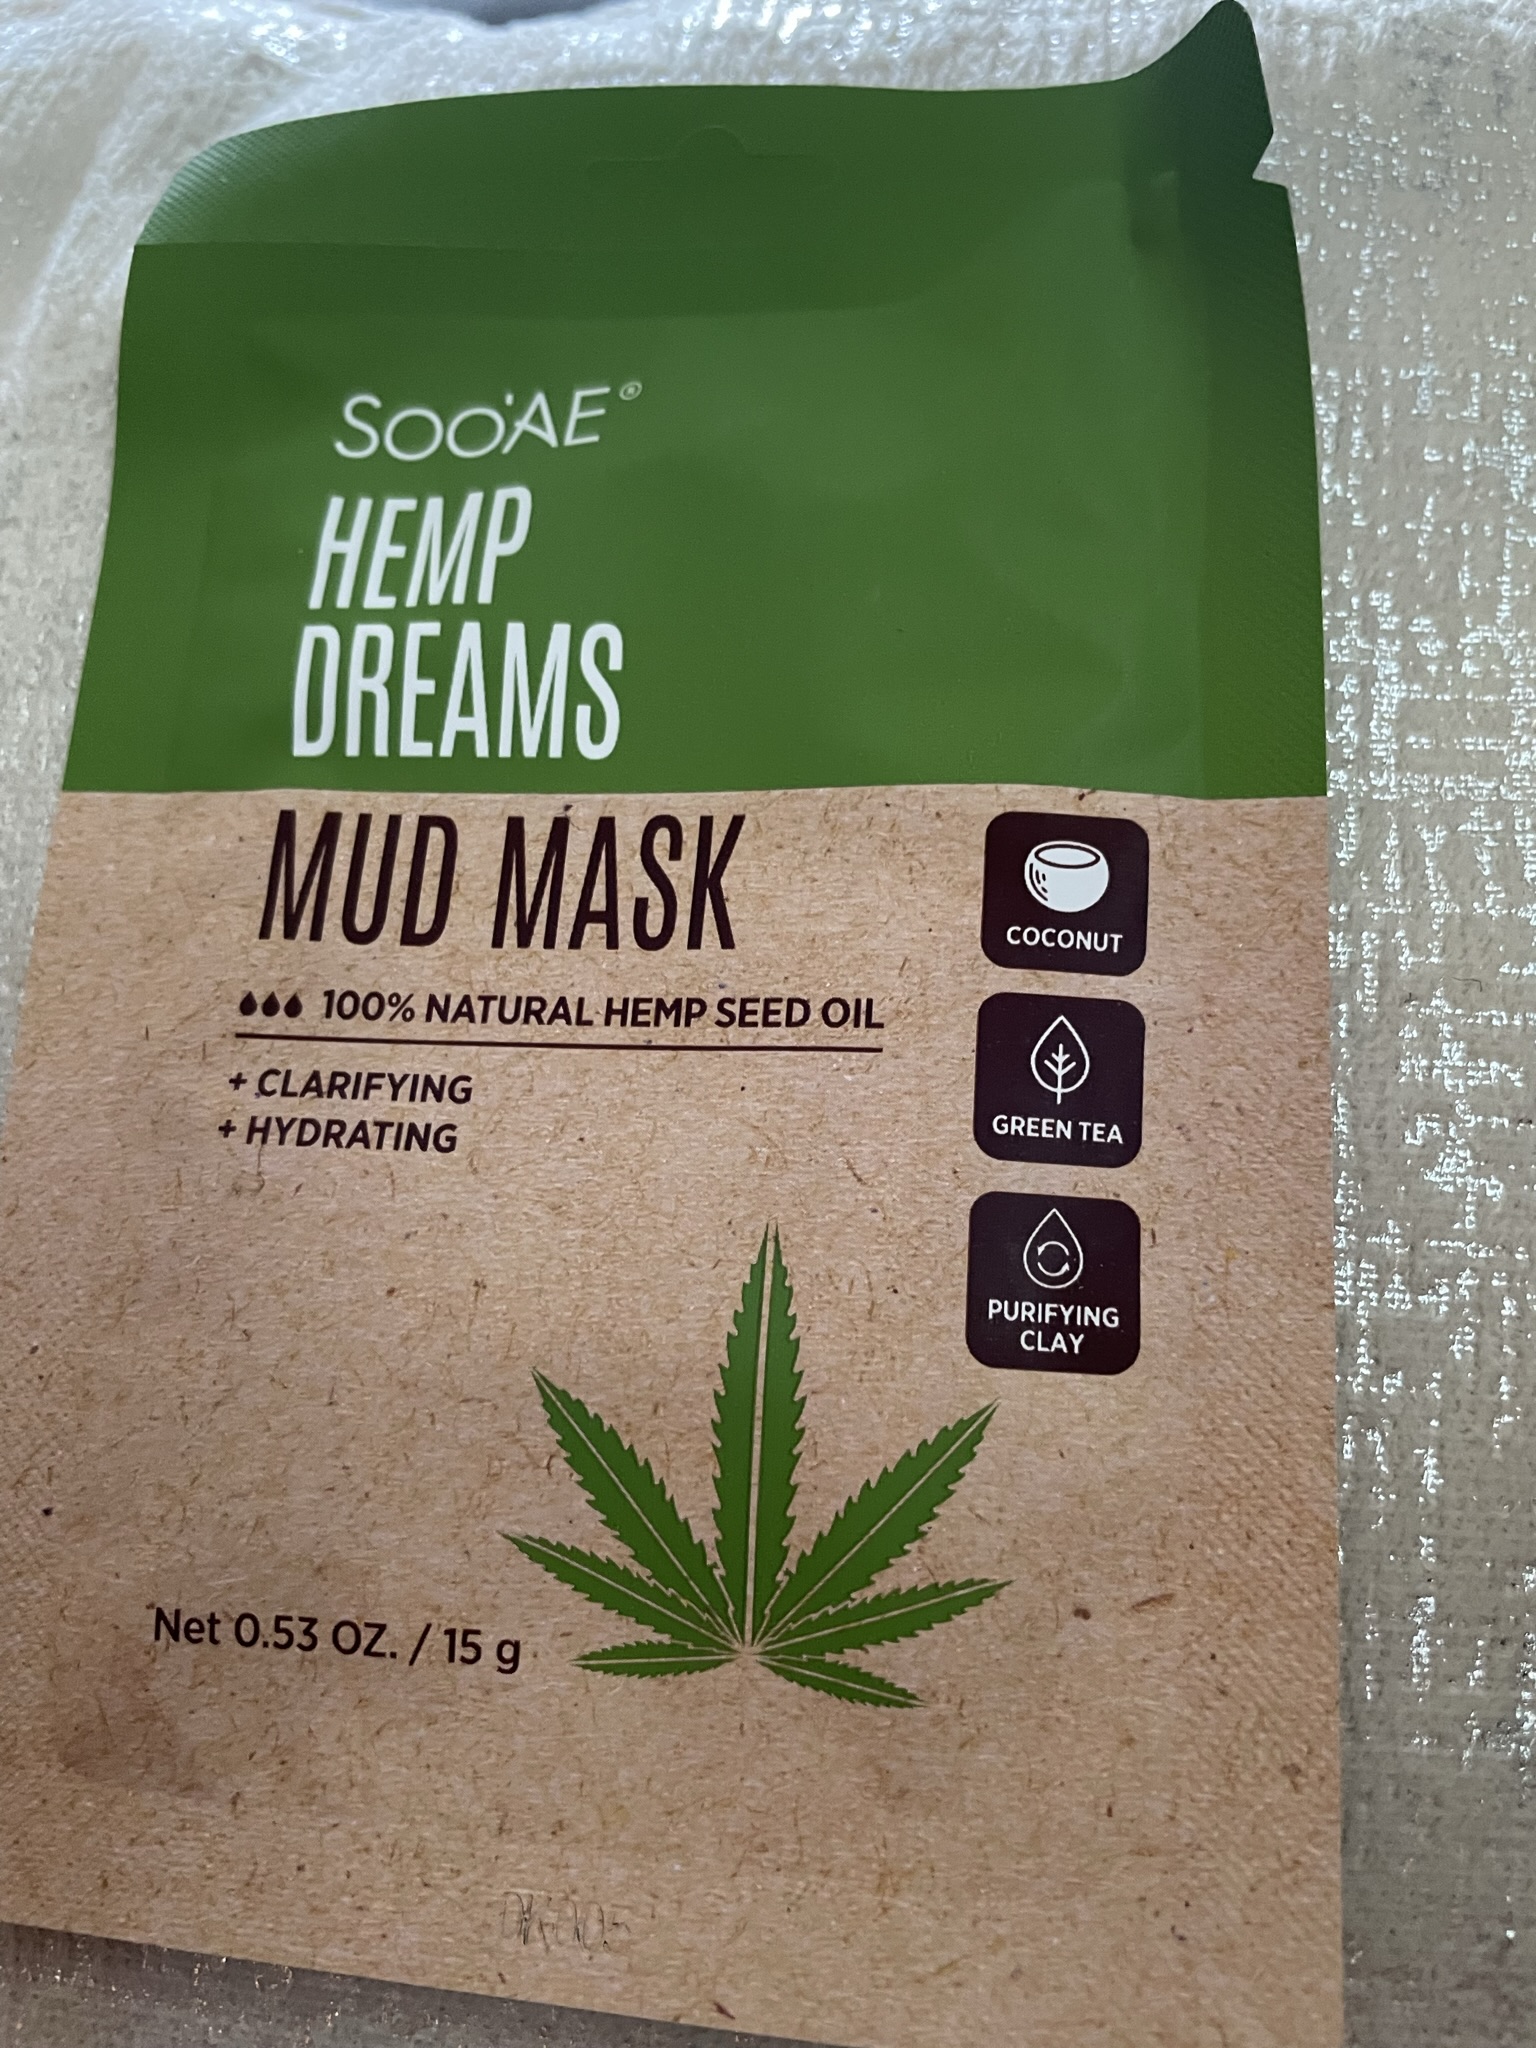 SOO'AE®
HEMP
DREAMS
MUD MASK
100% NATURAL HEMP SEED OIL
+ CLARIFYING
+ HYDRATING
COCONUT
GREEN TEA
PURIFYING
CLAY
Net 0.53 OZ. / 15 g